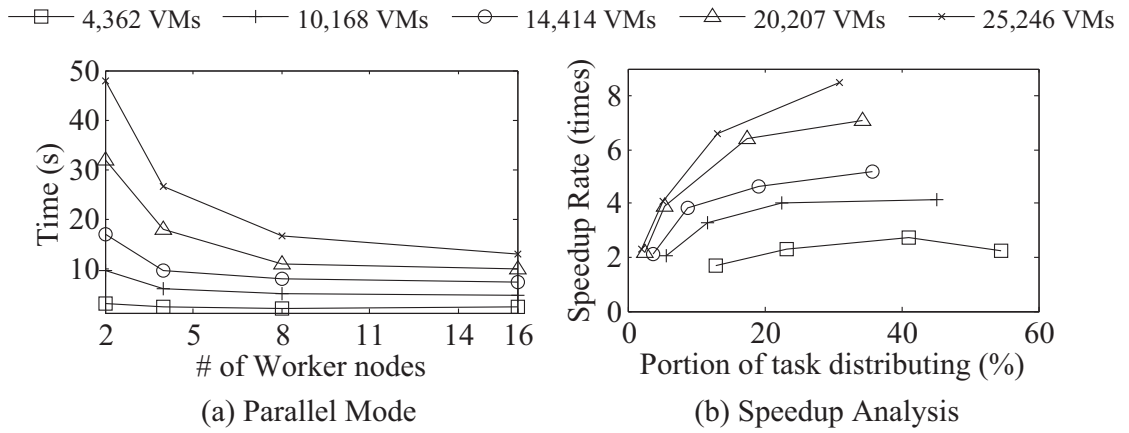 4,362 VMs 10,168 VMs 14,414 VMs 20,207 VMs 25,246 VMs
50
40
30
20
10
2 5 8 11 14 16
Time (s)
# of Worker nodes
(a) Parallel Mode
8
6
4
2
0
0 20 40 60
Speedup Rate (times)
Portion of task distributing (%)
(b) Speedup Analysis